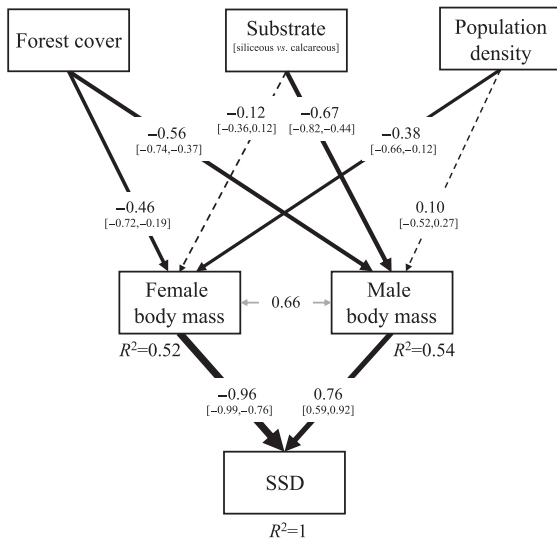 Forest cover
Substrate
[siliceous vs. calcareous]
Population
density
−0.56
[−0.74,−0.37]
−0.12
[−0.36,0.12]
−0.67
[−0.82,−0.44]
−0.38
[−0.66,−0.12]
−0.46
[−0.72,−0.19]
0.10
[−0.52,0.27]
Female
body mass
0.66
Male
body mass
R²=0.52
R²=0.54
−0.96
[−0.99,−0.76]
0.76
[0.59,0.92]
SSD
R²=1